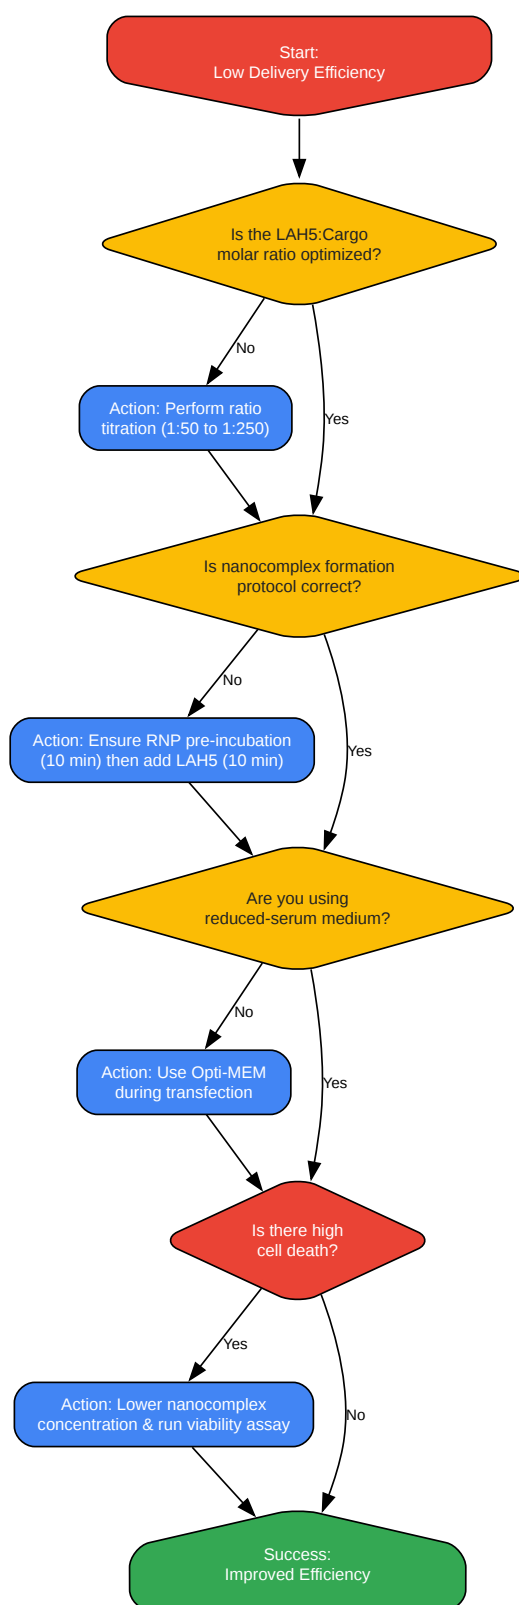 Start:
Low Delivery Efficiency
Is the LAH5:Cargo
molar ratio optimized?
No
Action: Perform ratio
titration (1:50 to 1:250)
Yes
Is nanocomplex formation
protocol correct?
No
Action: Ensure RNP pre-incubation
(10 min) then add LAH5 (10 min)
Yes
Are you using
reduced-serum medium?
No
Action: Use Opti-MEM
during transfection
Yes
Is there high
cell death?
Yes
Action: Lower nanocomplex
concentration & run viability assay
No
Success:
Improved Efficiency